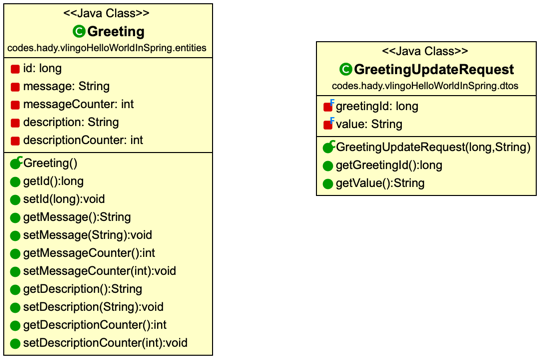 <<Java Class>>
Greeting
codes.hady.vlingoHelloWorldInSpring.entities
id: long
message: String
messageCounter: int
description: String
descriptionCounter: int
Greeting()
getId():long
setId(long):void
getMessage():String
setMessage(String):void
getMessageCounter():int
setMessageCounter(int):void
getDescription():String
setDescription(String):void
getDescriptionCounter():int
setDescriptionCounter(int):void
<<Java Class>>
GreetingUpdateRequest
codes.hady.vlingoHelloWorldInSpring.dtos
greetingId: long
value: String
GreetingUpdateRequest(long,String)
getGreetingId():long
getValue():String